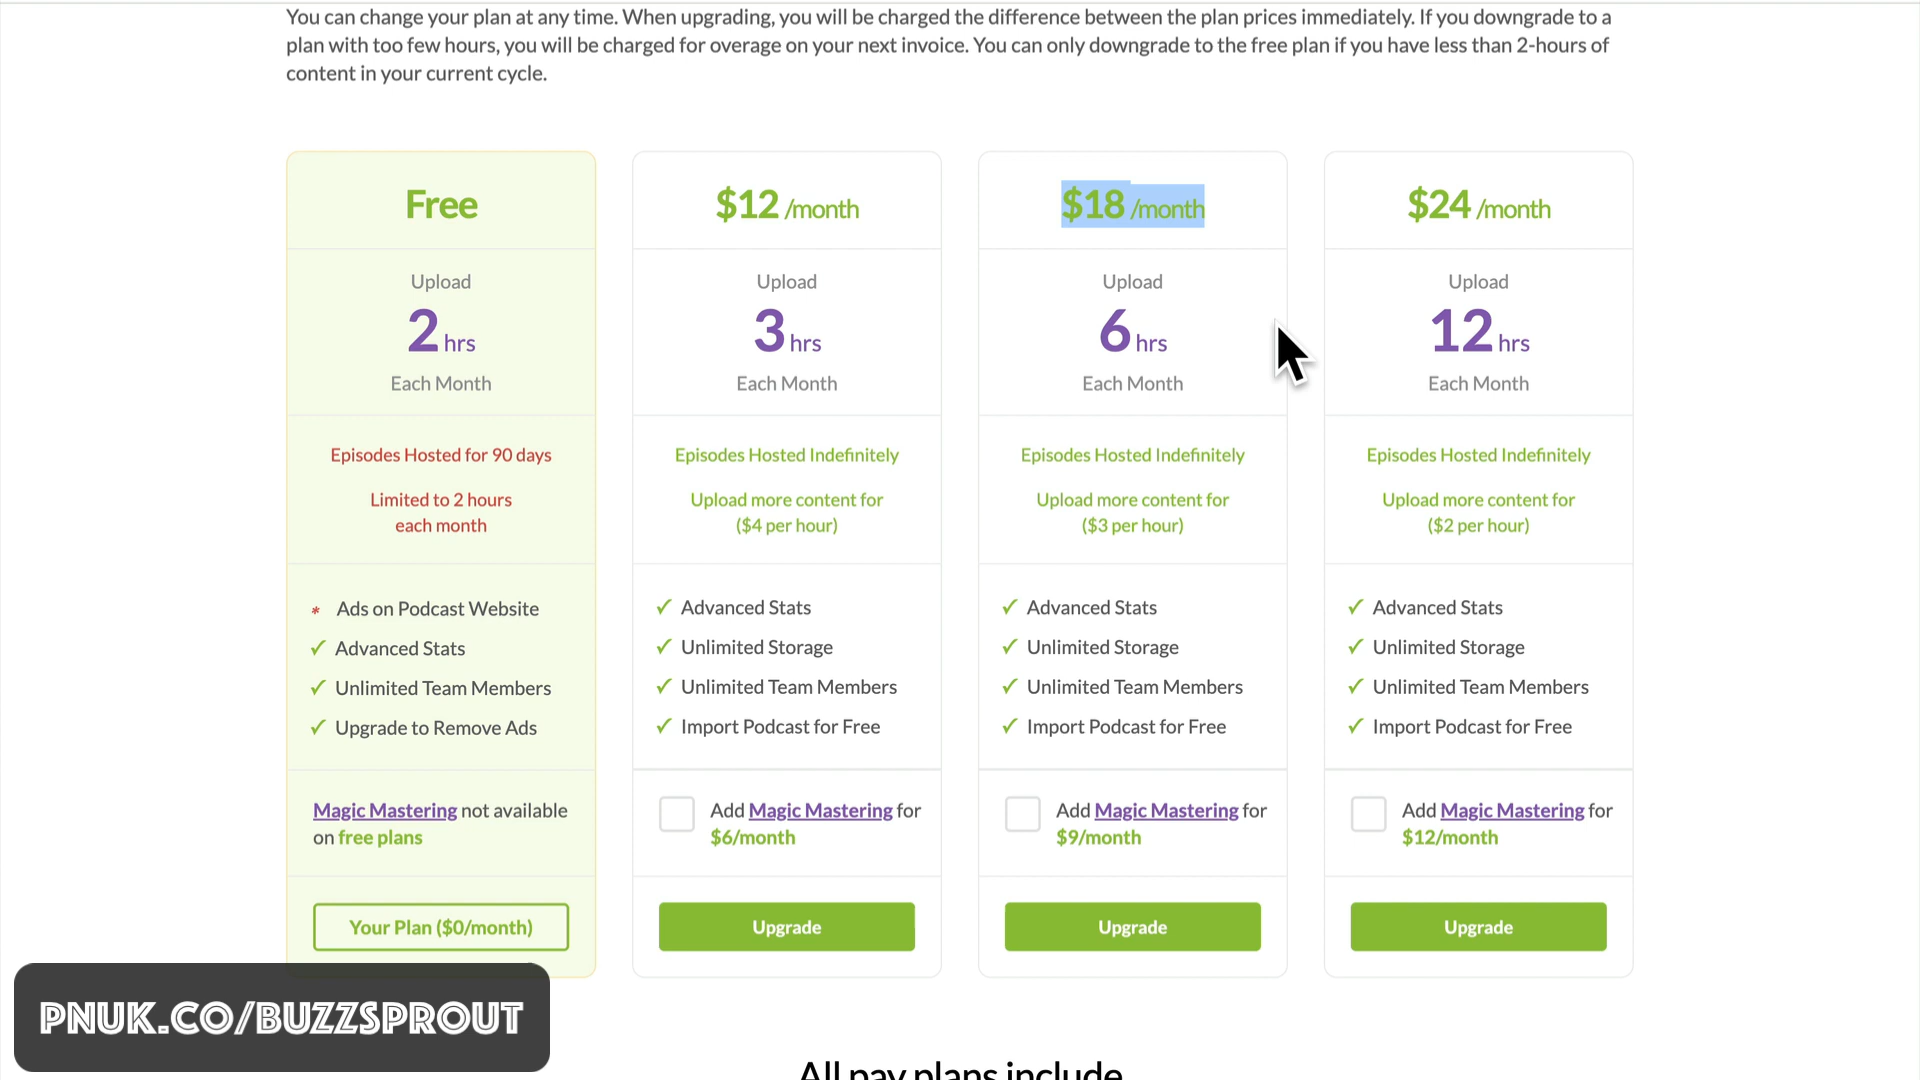 You can change your plan at any time. When upgrading, you will be charged the difference between the plan prices immediately. If you downgrade to a
plan with too few hours, you will be charged for overage on your next invoice. You can only downgrade to the free plan if you have less than 2-hours of
content in your current cycle.
Free
Upload
2 hrs
Each Month
Episodes Hosted for 90 days
Limited to 2 hours
each month
* Ads on Podcast Website
✓ Advanced Stats
✓ Unlimited Team Members
✓ Upgrade to Remove Ads
Magic Mastering not available
on free plans
Your Plan ($0/month)
$12 /month
Upload
3 hrs
Each Month
Episodes Hosted Indefinitely
Upload more content for
($4 per hour)
✓ Advanced Stats
✓ Unlimited Storage
✓ Unlimited Team Members
✓ Import Podcast for Free
Add Magic Mastering for
$6/month
Upgrade
$18 /month
Upload
6 hrs
Each Month
Episodes Hosted Indefinitely
Upload more content for
($3 per hour)
✓ Advanced Stats
✓ Unlimited Storage
✓ Unlimited Team Members
✓ Import Podcast for Free
Add Magic Mastering for
$9/month
Upgrade
$24 /month
Upload
12 hrs
Each Month
Episodes Hosted Indefinitely
Upload more content for
($2 per hour)
✓ Advanced Stats
✓ Unlimited Storage
✓ Unlimited Team Members
✓ Import Podcast for Free
Add Magic Mastering for
$12/month
Upgrade
PNUK.CO/BUZZSPROUT
All pay plans include